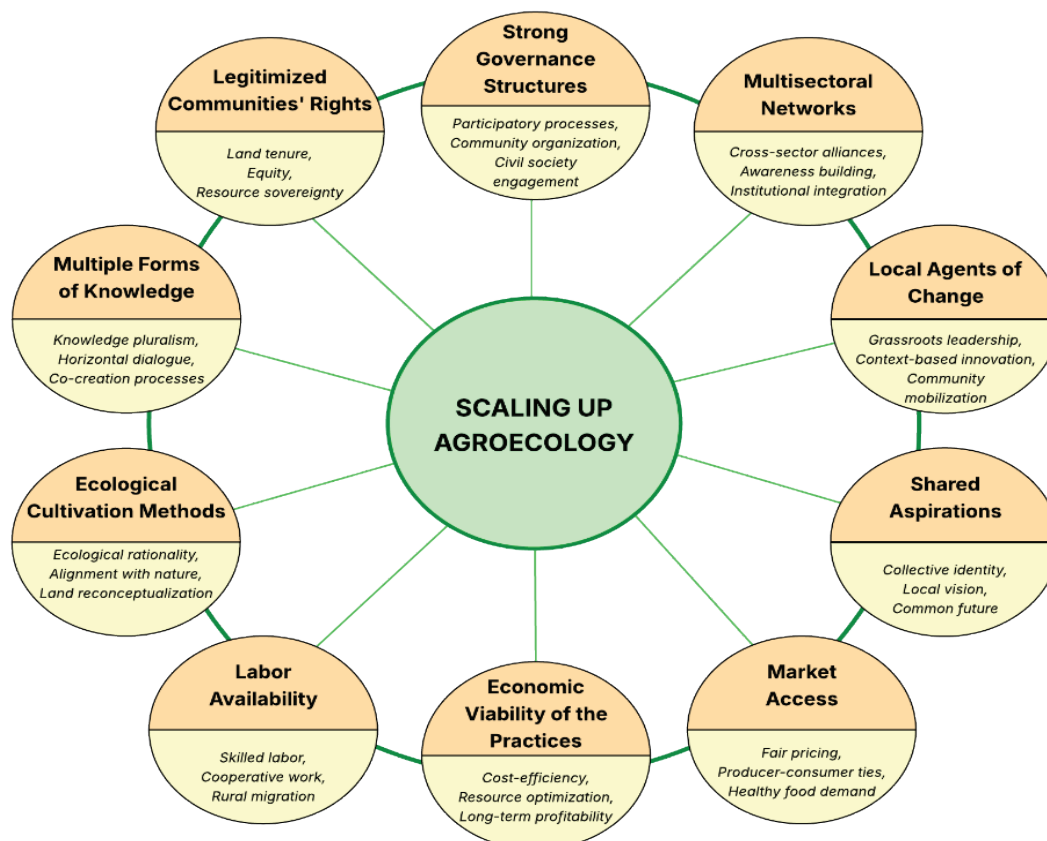 Strong
Governance
Structures
Participatory processes,
Community organization,
Civil society
engagement
Legitimized
Communities' Rights
Land tenure,
Equity,
Resource sovereignty
Multisectoral
Networks
Cross-sector alliances,
Awareness building,
Institutional integration
Multiple Forms
of Knowledge
Knowledge pluralism,
Horizontal dialogue,
Co-creation processes
Local Agents of
Change
Grassroots leadership,
Context-based innovation,
Community
mobilization
SCALING UP
AGROECOLOGY
Ecological
Cultivation Methods
Ecological rationality,
Alignment with nature,
Land reconceptualization
Shared
Aspirations
Collective identity,
Local vision,
Common future
Labor
Availability
Skilled labor,
Cooperative work,
Rural migration
Economic
Viability of the
Practices
Cost-efficiency,
Resource optimization,
Long-term profitability
Market
Access
Fair pricing,
Producer-consumer ties,
Healthy food demand